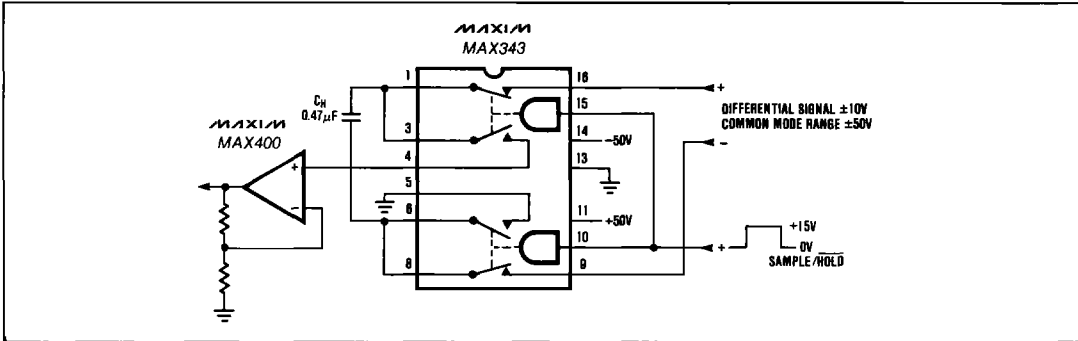 MAXIM
MAX343
1
16
+
CH
0.47µF
15
DIFFERENTIAL SIGNAL ±10V
COMMON MODE RANGE ±50V
MAXIM
MAX400
3
14
-50V
−
4
13
+
5
−
6
11
+50V
10
+
+15V
0V
SAMPLE/HOLD
8
9